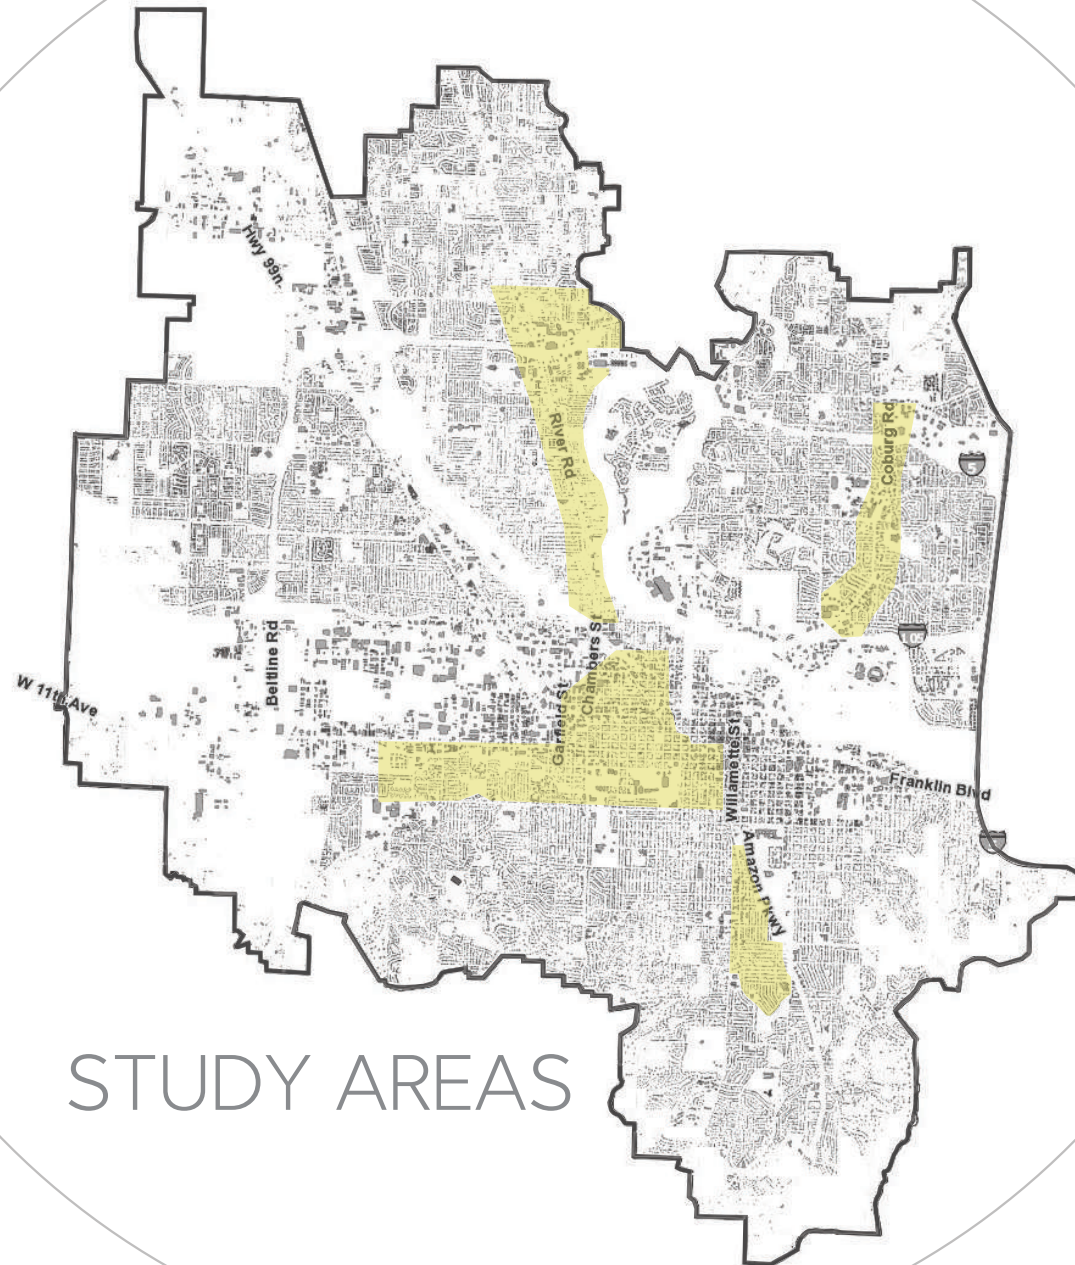 Hwy 99n.
River Rd
Coburg Rd
5
105
Beltline Rd
Chambers St
Garfield St
W 11th Ave
Willamette St
Franklin Blvd
Amazon Pkwy
STUDY AREAS